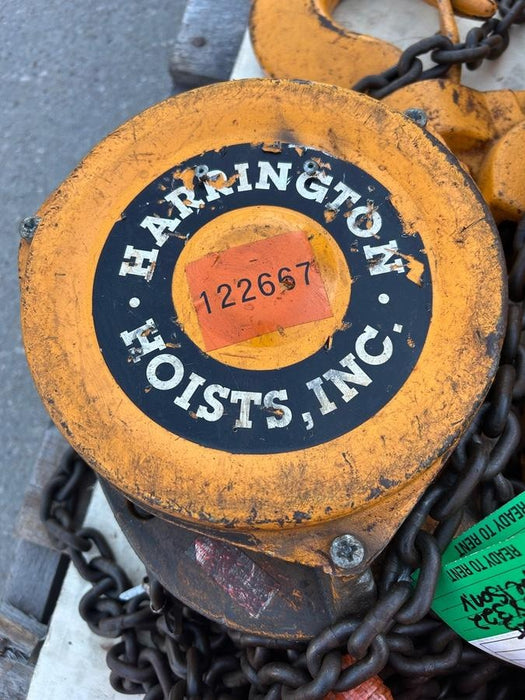 HARRINGTON
HOISTS, INC.
122667
READY TO RENT
READY TO RENT